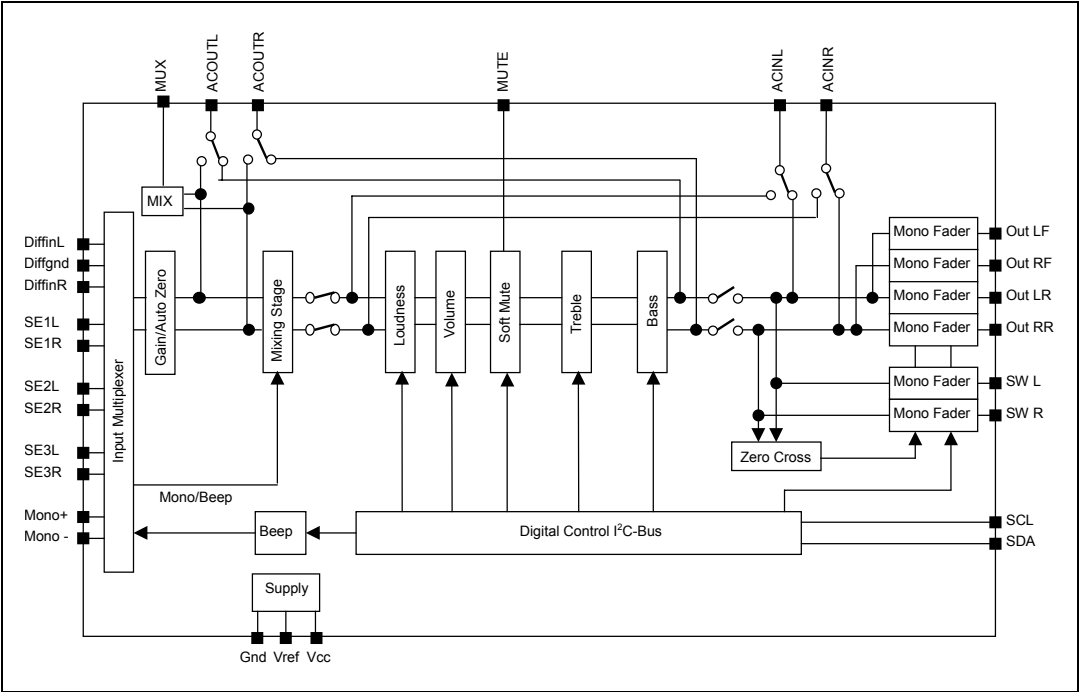 MUX
ACOUTL
ACOUTR
MUTE
ACINL
ACINR
MIX
DiffinL
Diffgnd
DiffinR
SE1L
SE1R
SE2L
SE2R
SE3L
SE3R
Mono+
Mono -
Input Multiplexer
Gain/Auto Zero
Mixing Stage
Loudness
Volume
Soft Mute
Treble
Bass
Mono Fader
Mono Fader
Mono Fader
Mono Fader
Mono Fader
Mono Fader
Out LF
Out RF
Out LR
Out RR
SW L
SW R
Zero Cross
Mono/Beep
Beep
Digital Control I²C-Bus
SCL
SDA
Supply
Gnd Vref Vcc